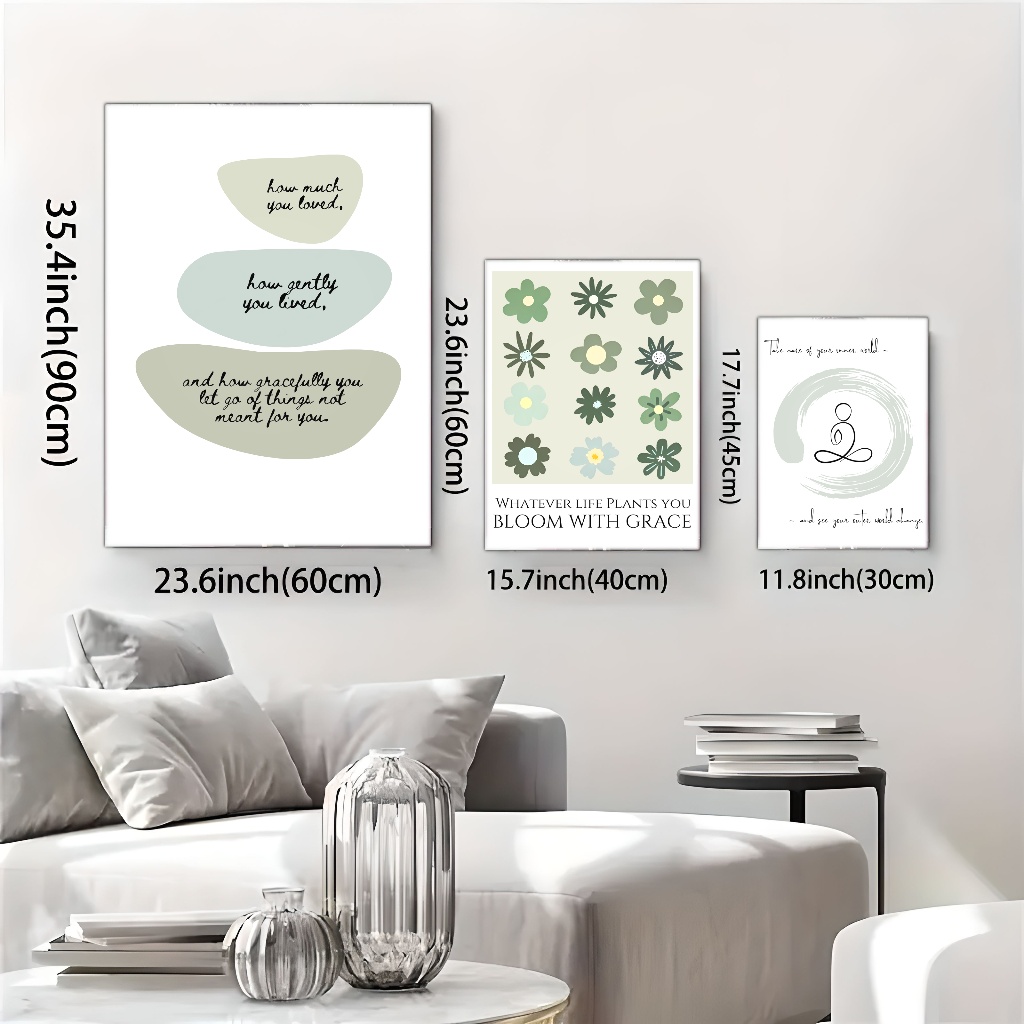 how much
you loved,
how gently
you lived,
and how gracefully you
let go of things not
meant for you.
35.4inch(90cm)
23.6inch(60cm)
WHATEVER LIFE PLANTS YOU
BLOOM WITH GRACE
23.6inch(60cm)
15.7inch(40cm)
Take care of your inner world -
- and see your outer world change.
17.7inch(45cm)
11.8inch(30cm)